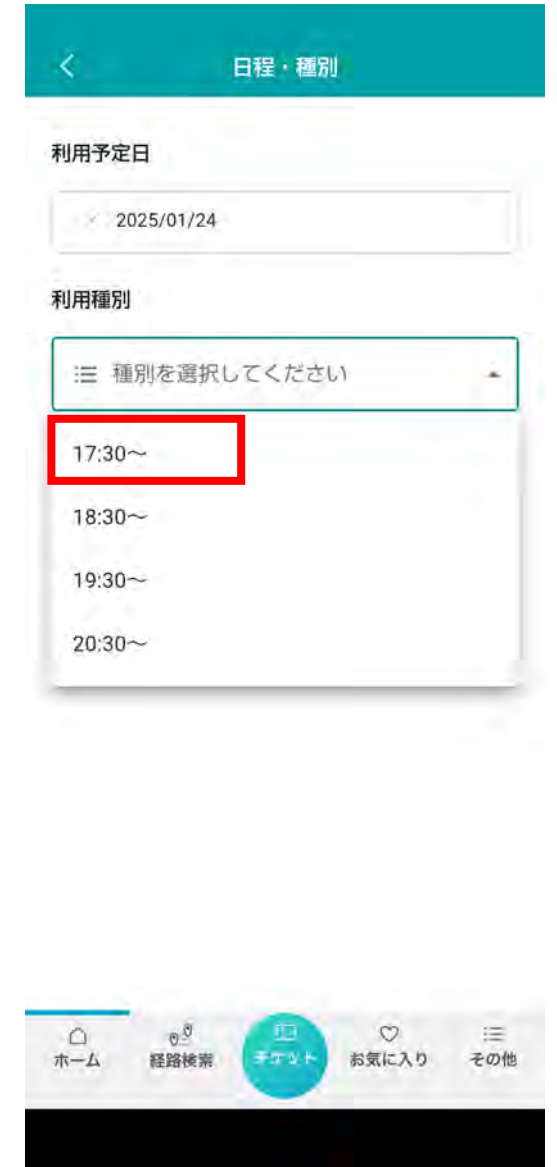 日程・種別
利用予定日
2025/01/24
利用種別
種別を選択してください
17:30～
18:30～
19:30～
20:30～
ホーム 経路検索 チケット お気に入り その他